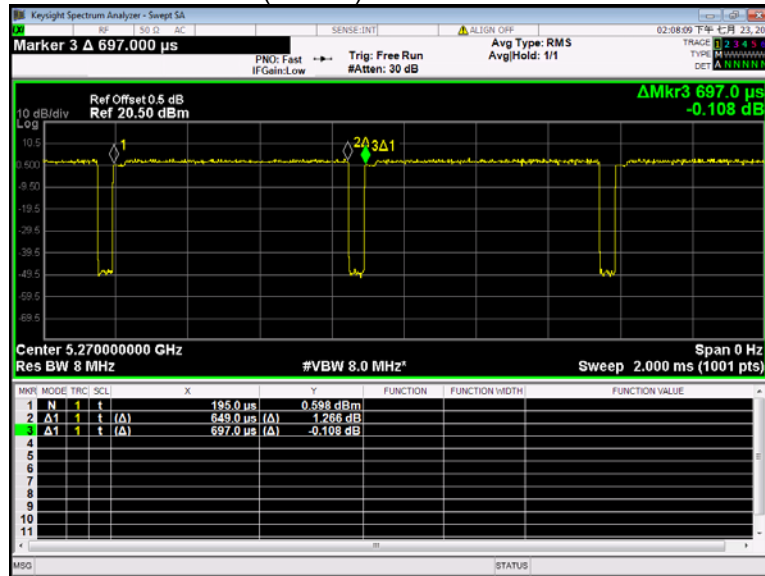 Keysight Spectrum Analyzer - Swept SA
RF 50 Ω AC SENSE:INT ALIGN OFF 02:08:09 下午 七月 23, 20
Marker 3 Δ 697.000 µs
PNO: Fast Trig: Free Run Avg Type: RMS TRACE 1 2 3 4 5 6
IFGain:Low #Atten: 30 dB Avg|Hold: 1/1 TYPE M
DET A N N N N N
ΔMkr3 697.0 µs
-0.108 dB
Ref Offset 0.5 dB
10 dB/div Ref 20.50 dBm
Log
10.5
0.500
-9.50
-19.5
-29.5
-39.5
-49.5
-59.5
-69.5
1
2Δ
3Δ1
Center 5.270000000 GHz Span 0 Hz
Res BW 8 MHz #VBW 8.0 MHz* Sweep 2.000 ms (1001 pts)
MKR MODE TRC SCL X Y FUNCTION FUNCTION WIDTH FUNCTION VALUE
1 N 1 t 195.0 µs 0.598 dBm
2 Δ1 1 t (Δ) 649.0 µs (Δ) 1.266 dB
3 Δ1 1 t (Δ) 697.0 µs (Δ) -0.108 dB
4
5
6
7
8
9
10
11
MSG STATUS